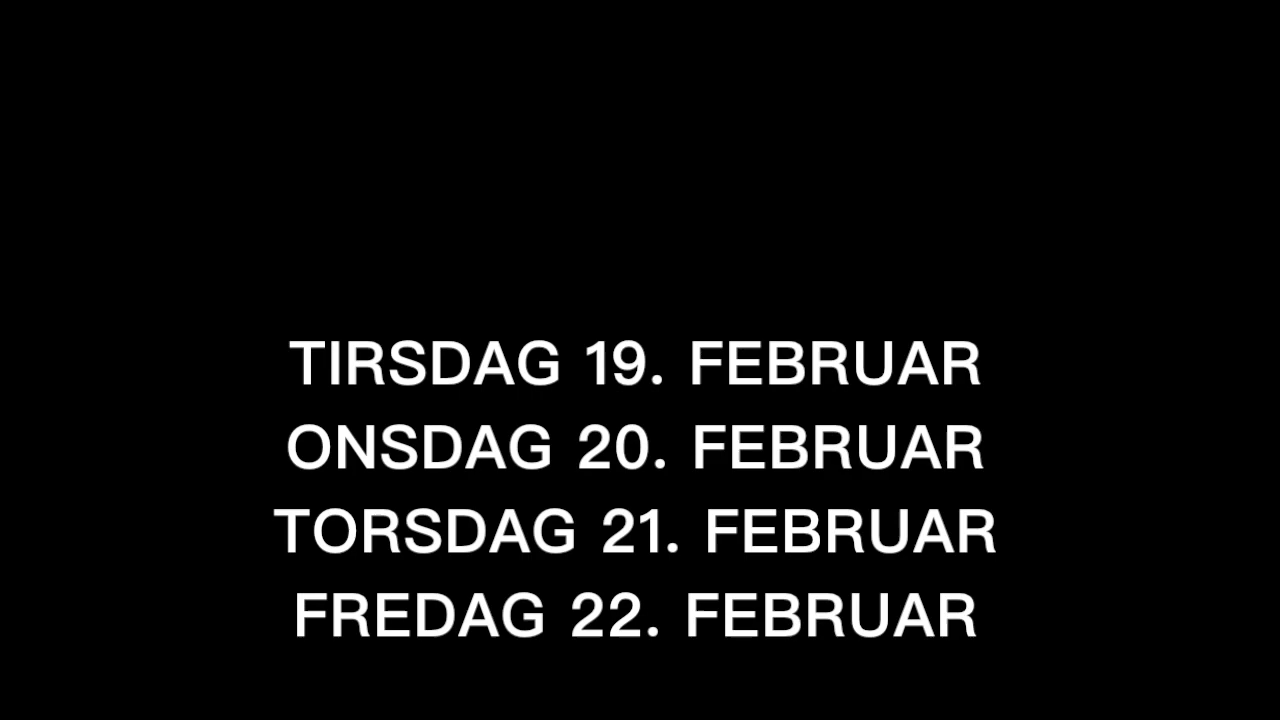 TIRSDAG 19. FEBRUAR
ONSDAG 20. FEBRUAR
TORSDAG 21. FEBRUAR
FREDAG 22. FEBRUAR